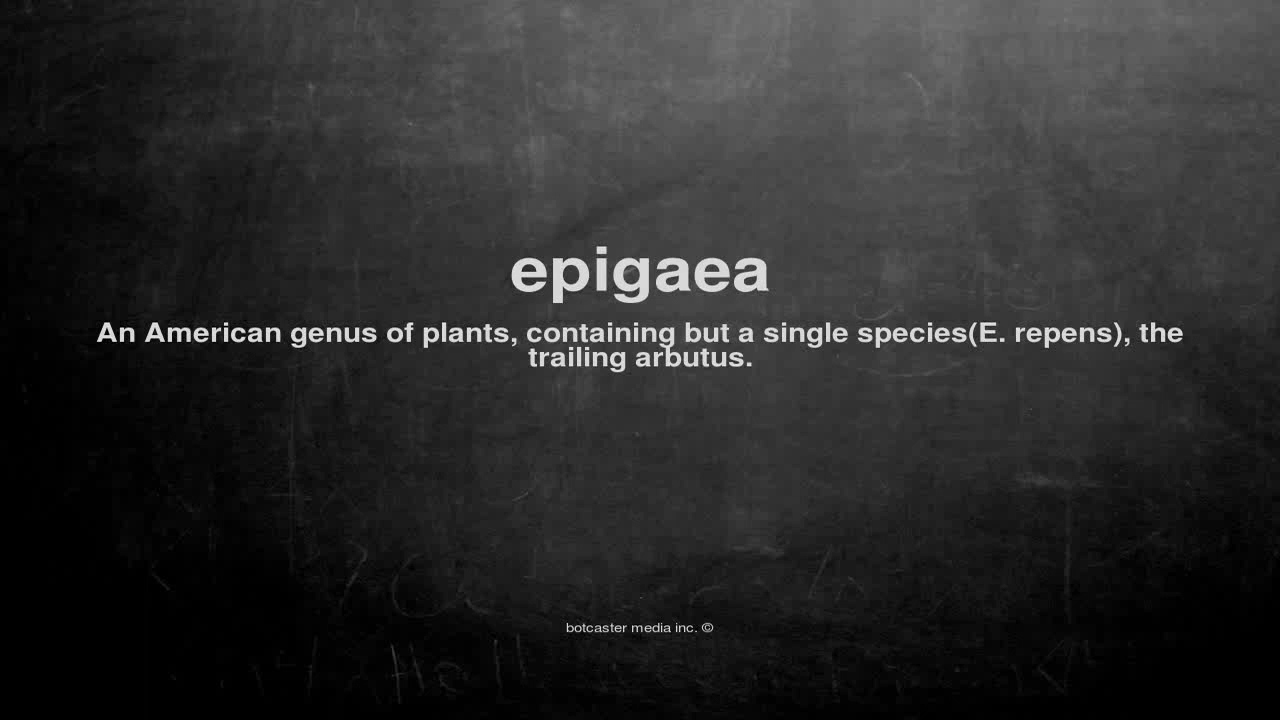 epigaea
An American genus of plants, containing but a single species(E. repens), the
trailing arbutus.
botcaster media inc. ©